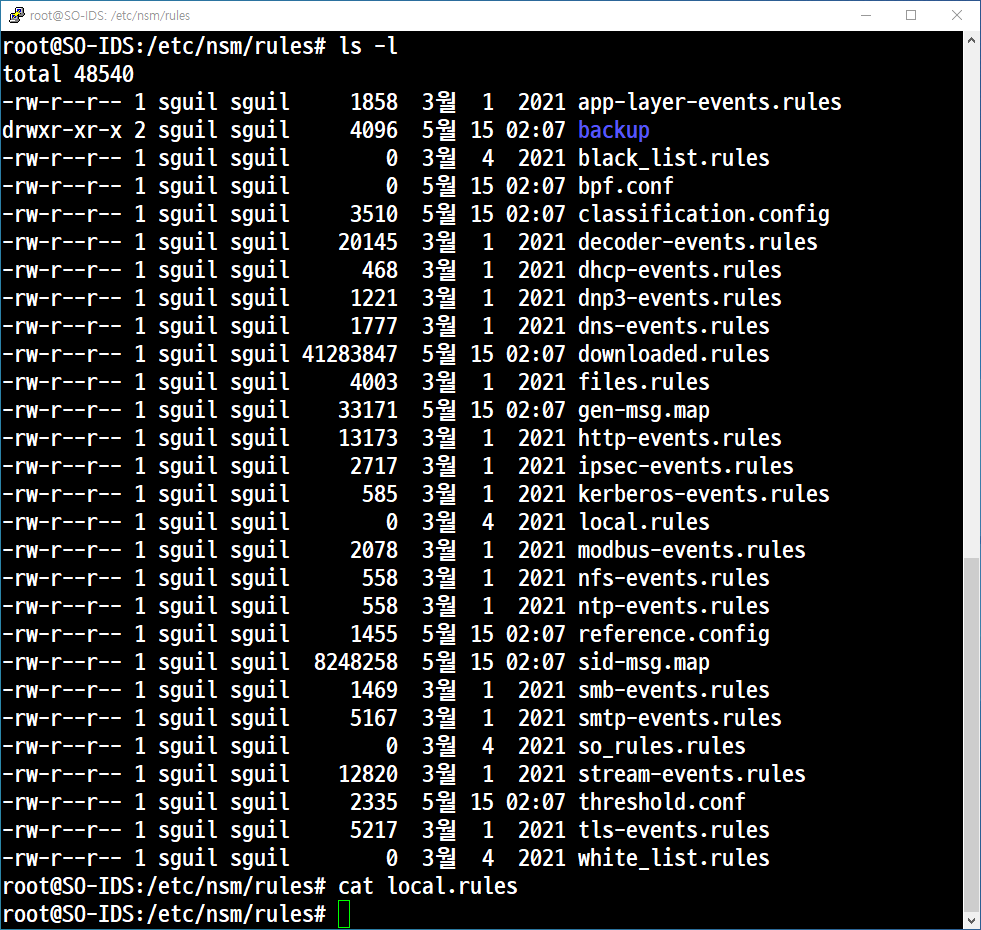 root@SO-IDS: /etc/nsm/rules
root@SO-IDS:/etc/nsm/rules# ls -l
total 48540
-rw-r--r-- 1 sguil sguil     1858  3월  1  2021 app-layer-events.rules
drwxr-xr-x 2 sguil sguil     4096  5월 15 02:07 backup
-rw-r--r-- 1 sguil sguil        0  3월  4  2021 black_list.rules
-rw-r--r-- 1 sguil sguil        0  5월 15 02:07 bpf.conf
-rw-r--r-- 1 sguil sguil     3510  5월 15 02:07 classification.config
-rw-r--r-- 1 sguil sguil    20145  3월  1  2021 decoder-events.rules
-rw-r--r-- 1 sguil sguil      468  3월  1  2021 dhcp-events.rules
-rw-r--r-- 1 sguil sguil     1221  3월  1  2021 dnp3-events.rules
-rw-r--r-- 1 sguil sguil     1777  3월  1  2021 dns-events.rules
-rw-r--r-- 1 sguil sguil 41283847  5월 15 02:07 downloaded.rules
-rw-r--r-- 1 sguil sguil     4003  3월  1  2021 files.rules
-rw-r--r-- 1 sguil sguil    33171  5월 15 02:07 gen-msg.map
-rw-r--r-- 1 sguil sguil    13173  3월  1  2021 http-events.rules
-rw-r--r-- 1 sguil sguil     2717  3월  1  2021 ipsec-events.rules
-rw-r--r-- 1 sguil sguil      585  3월  1  2021 kerberos-events.rules
-rw-r--r-- 1 sguil sguil        0  3월  4  2021 local.rules
-rw-r--r-- 1 sguil sguil     2078  3월  1  2021 modbus-events.rules
-rw-r--r-- 1 sguil sguil      558  3월  1  2021 nfs-events.rules
-rw-r--r-- 1 sguil sguil      558  3월  1  2021 ntp-events.rules
-rw-r--r-- 1 sguil sguil     1455  5월 15 02:07 reference.config
-rw-r--r-- 1 sguil sguil  8248258  5월 15 02:07 sid-msg.map
-rw-r--r-- 1 sguil sguil     1469  3월  1  2021 smb-events.rules
-rw-r--r-- 1 sguil sguil     5167  3월  1  2021 smtp-events.rules
-rw-r--r-- 1 sguil sguil        0  3월  4  2021 so_rules.rules
-rw-r--r-- 1 sguil sguil    12820  3월  1  2021 stream-events.rules
-rw-r--r-- 1 sguil sguil     2335  5월 15 02:07 threshold.conf
-rw-r--r-- 1 sguil sguil     5217  3월  1  2021 tls-events.rules
-rw-r--r-- 1 sguil sguil        0  3월  4  2021 white_list.rules
root@SO-IDS:/etc/nsm/rules# cat local.rules
root@SO-IDS:/etc/nsm/rules#